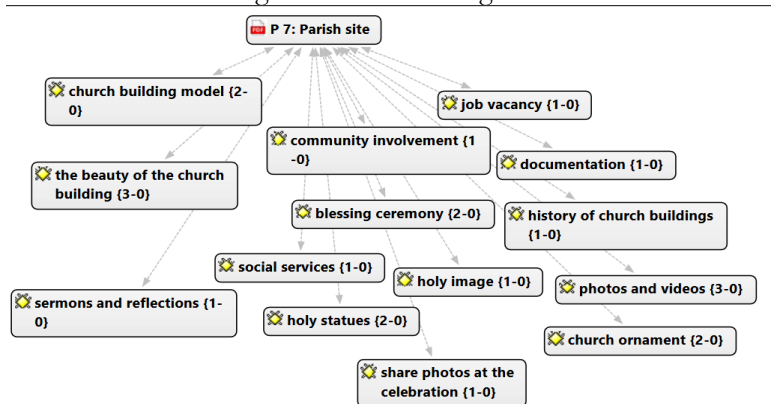 P 7: Parish site
church building model {2-
0}
job vacancy {1-0}
community involvement {1
-0}
documentation {1-0}
the beauty of the church
building {3-0}
blessing ceremony {2-0}
history of church buildings
{1-0}
social services {1-0}
holy image {1-0}
photos and videos {3-0}
sermons and reflections {1-
0}
holy statues {2-0}
church ornament {2-0}
share photos at the
celebration {1-0}